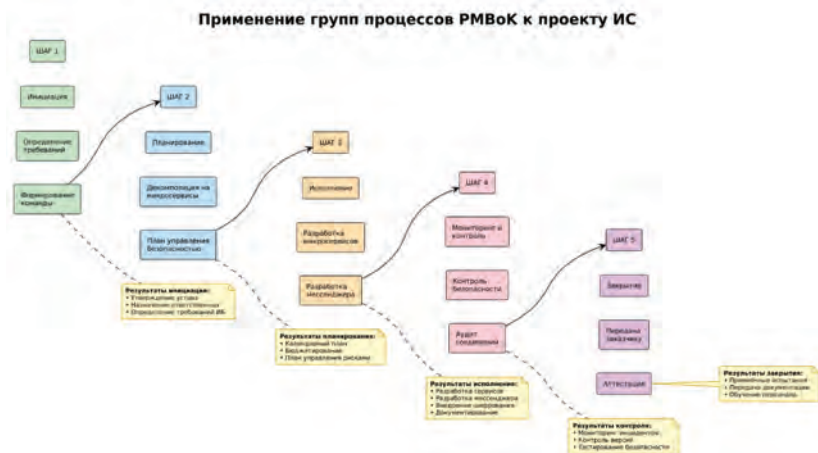 Применение групп процессов PMBoK к проекту ИС
ШАГ 1
Инициация
Определение
требований
Формирование
команды
Результаты инициации:
• Утверждение устава
• Назначение ответственных
• Определение требований ИБ
ШАГ 2
Планирование
Декомпозиция на
микросервисы
План управления
безопасностью
Результаты планирования:
• Календарный план
• Бюджетирование
• План управления рисками
ШАГ 3
Исполнение
Разработка
микросервисов
Разработка
мессенджера
Результаты исполнения:
• Разработка сервисов
• Разработка мессенджера
• Внедрение шифрования
• Документирование
ШАГ 4
Мониторинг и
контроль
Контроль
безопасности
Аудит
соединений
Результаты контроля:
• Мониторинг инцидентов
• Контроль версий
• Тестирование безопасности
ШАГ 5
Закрытие
Передача
заказчику
Аттестация
Результаты закрытия:
• Приемочные испытания
• Передача документации
• Обучение персонала